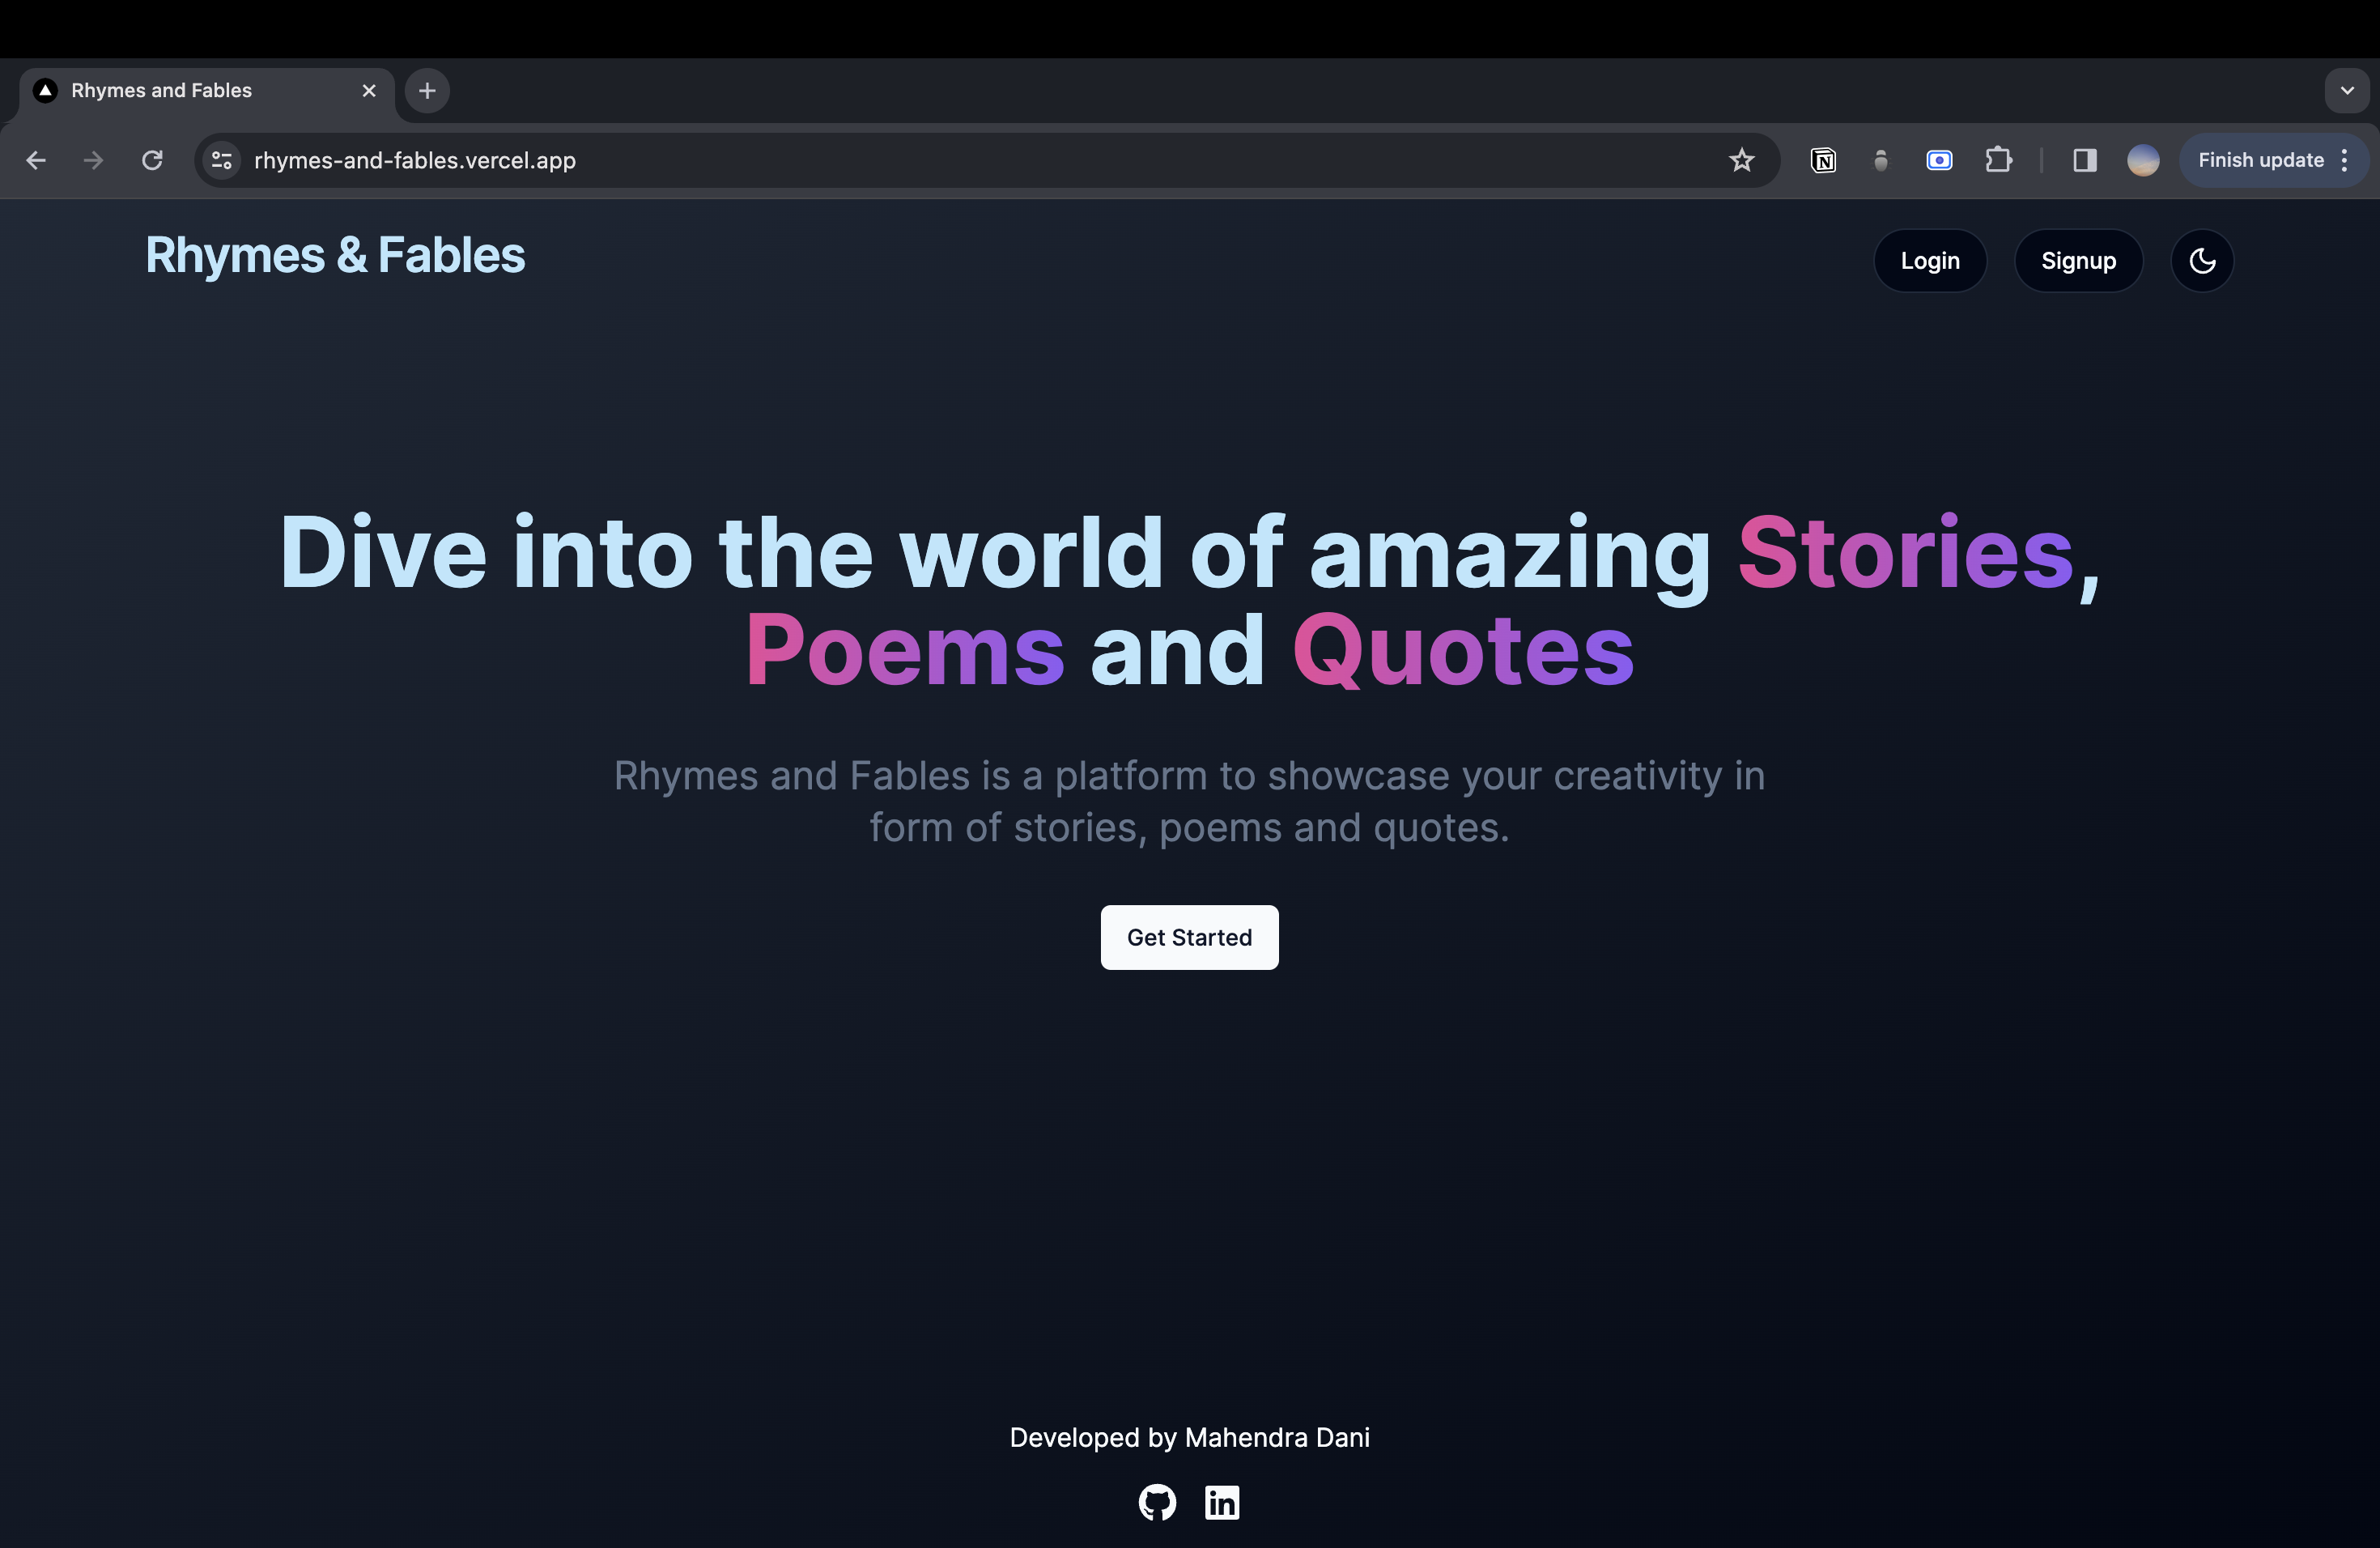 Rhymes and Fables
rhymes-and-fables.vercel.app
Finish update
Rhymes & Fables
Login
Signup
Dive into the world of amazing Stories,
Poems and Quotes
Rhymes and Fables is a platform to showcase your creativity in
form of stories, poems and quotes.
Get Started
Developed by Mahendra Dani